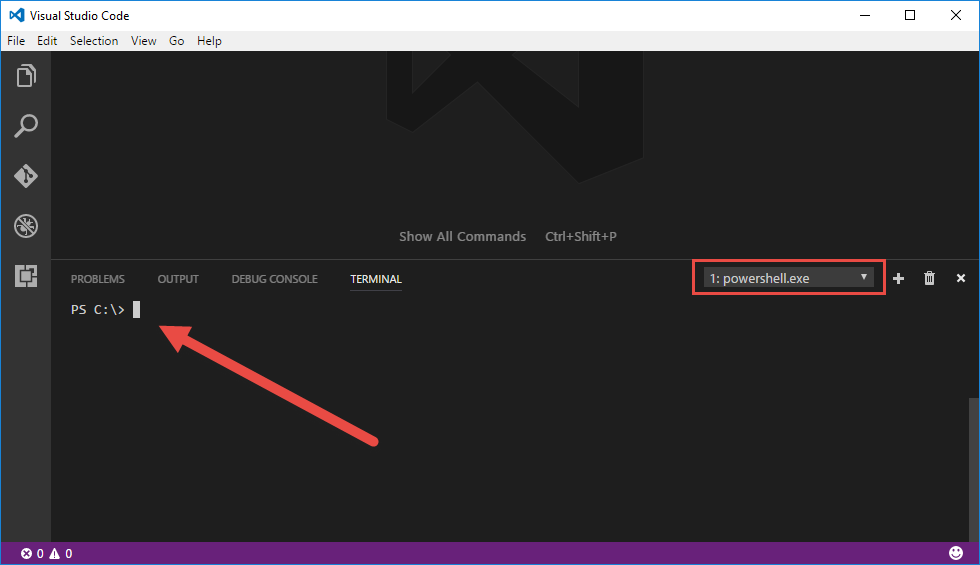 Visual Studio Code
File Edit Selection View Go Help
Show All Commands Ctrl+Shift+P
PROBLEMS OUTPUT DEBUG CONSOLE TERMINAL 1: powershell.exe
PS C:\>
0 0